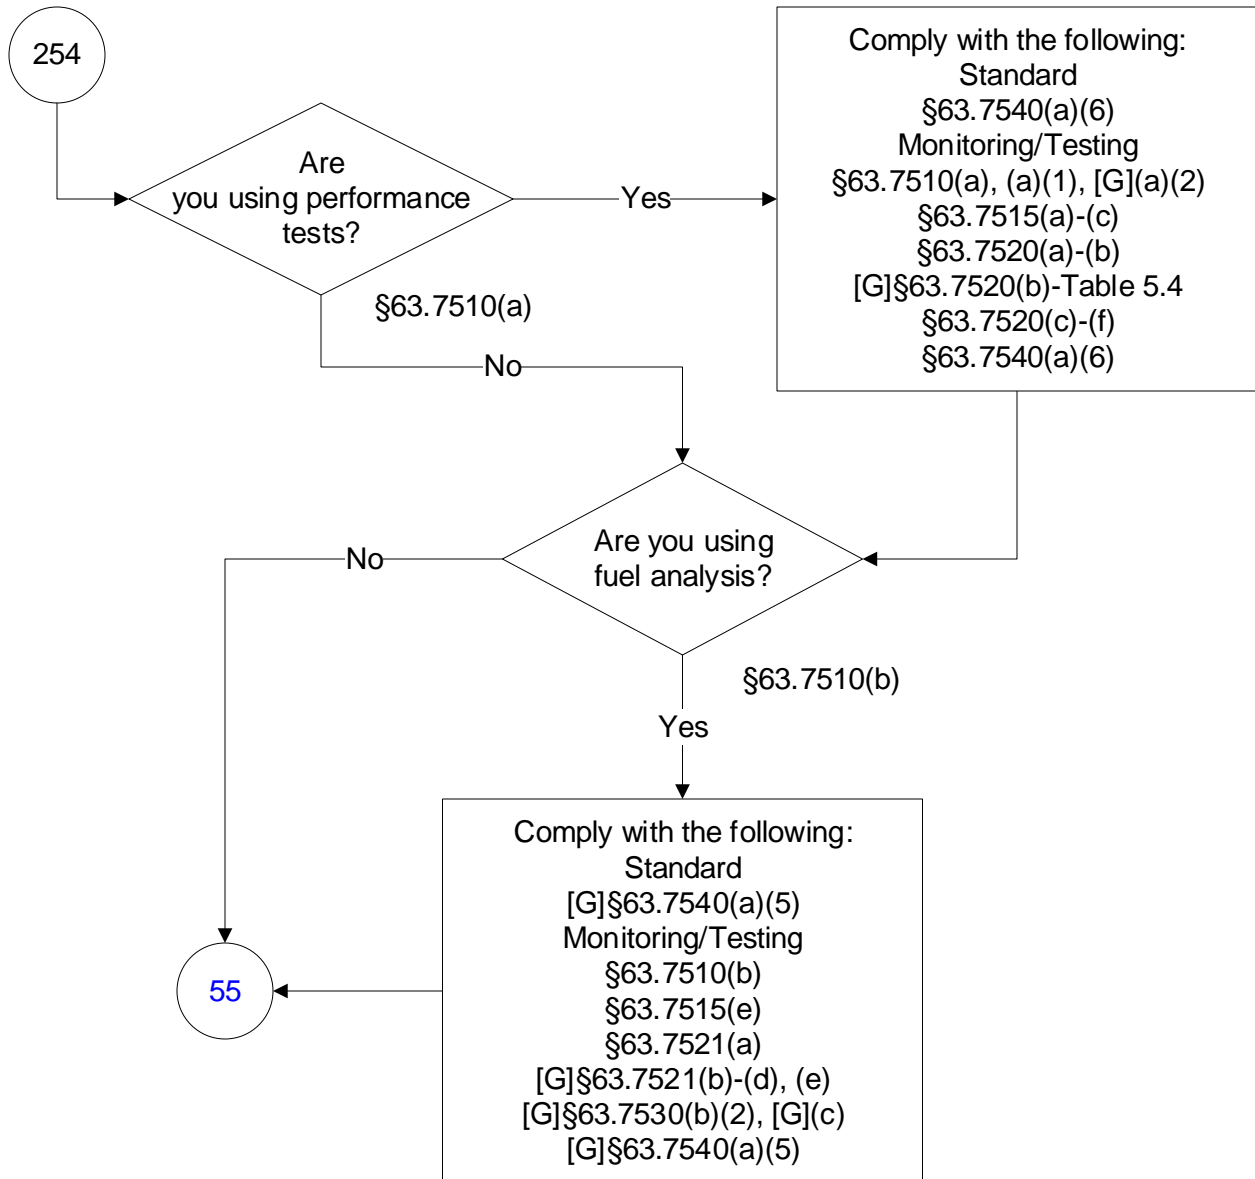 254
Are
you using performance
tests?
Yes
Comply with the following:
Standard
§63.7540(a)(6)
Monitoring/Testing
§63.7510(a), (a)(1), [G](a)(2)
§63.7515(a)-(c)
§63.7520(a)-(b)
[G]§63.7520(b)-Table 5.4
§63.7520(c)-(f)
§63.7540(a)(6)
§63.7510(a)
No
Are you using
fuel analysis?
No
§63.7510(b)
Yes
Comply with the following:
Standard
[G]§63.7540(a)(5)
Monitoring/Testing
§63.7510(b)
§63.7515(e)
§63.7521(a)
[G]§63.7521(b)-(d), (e)
[G]§63.7530(b)(2), [G](c)
[G]§63.7540(a)(5)
55